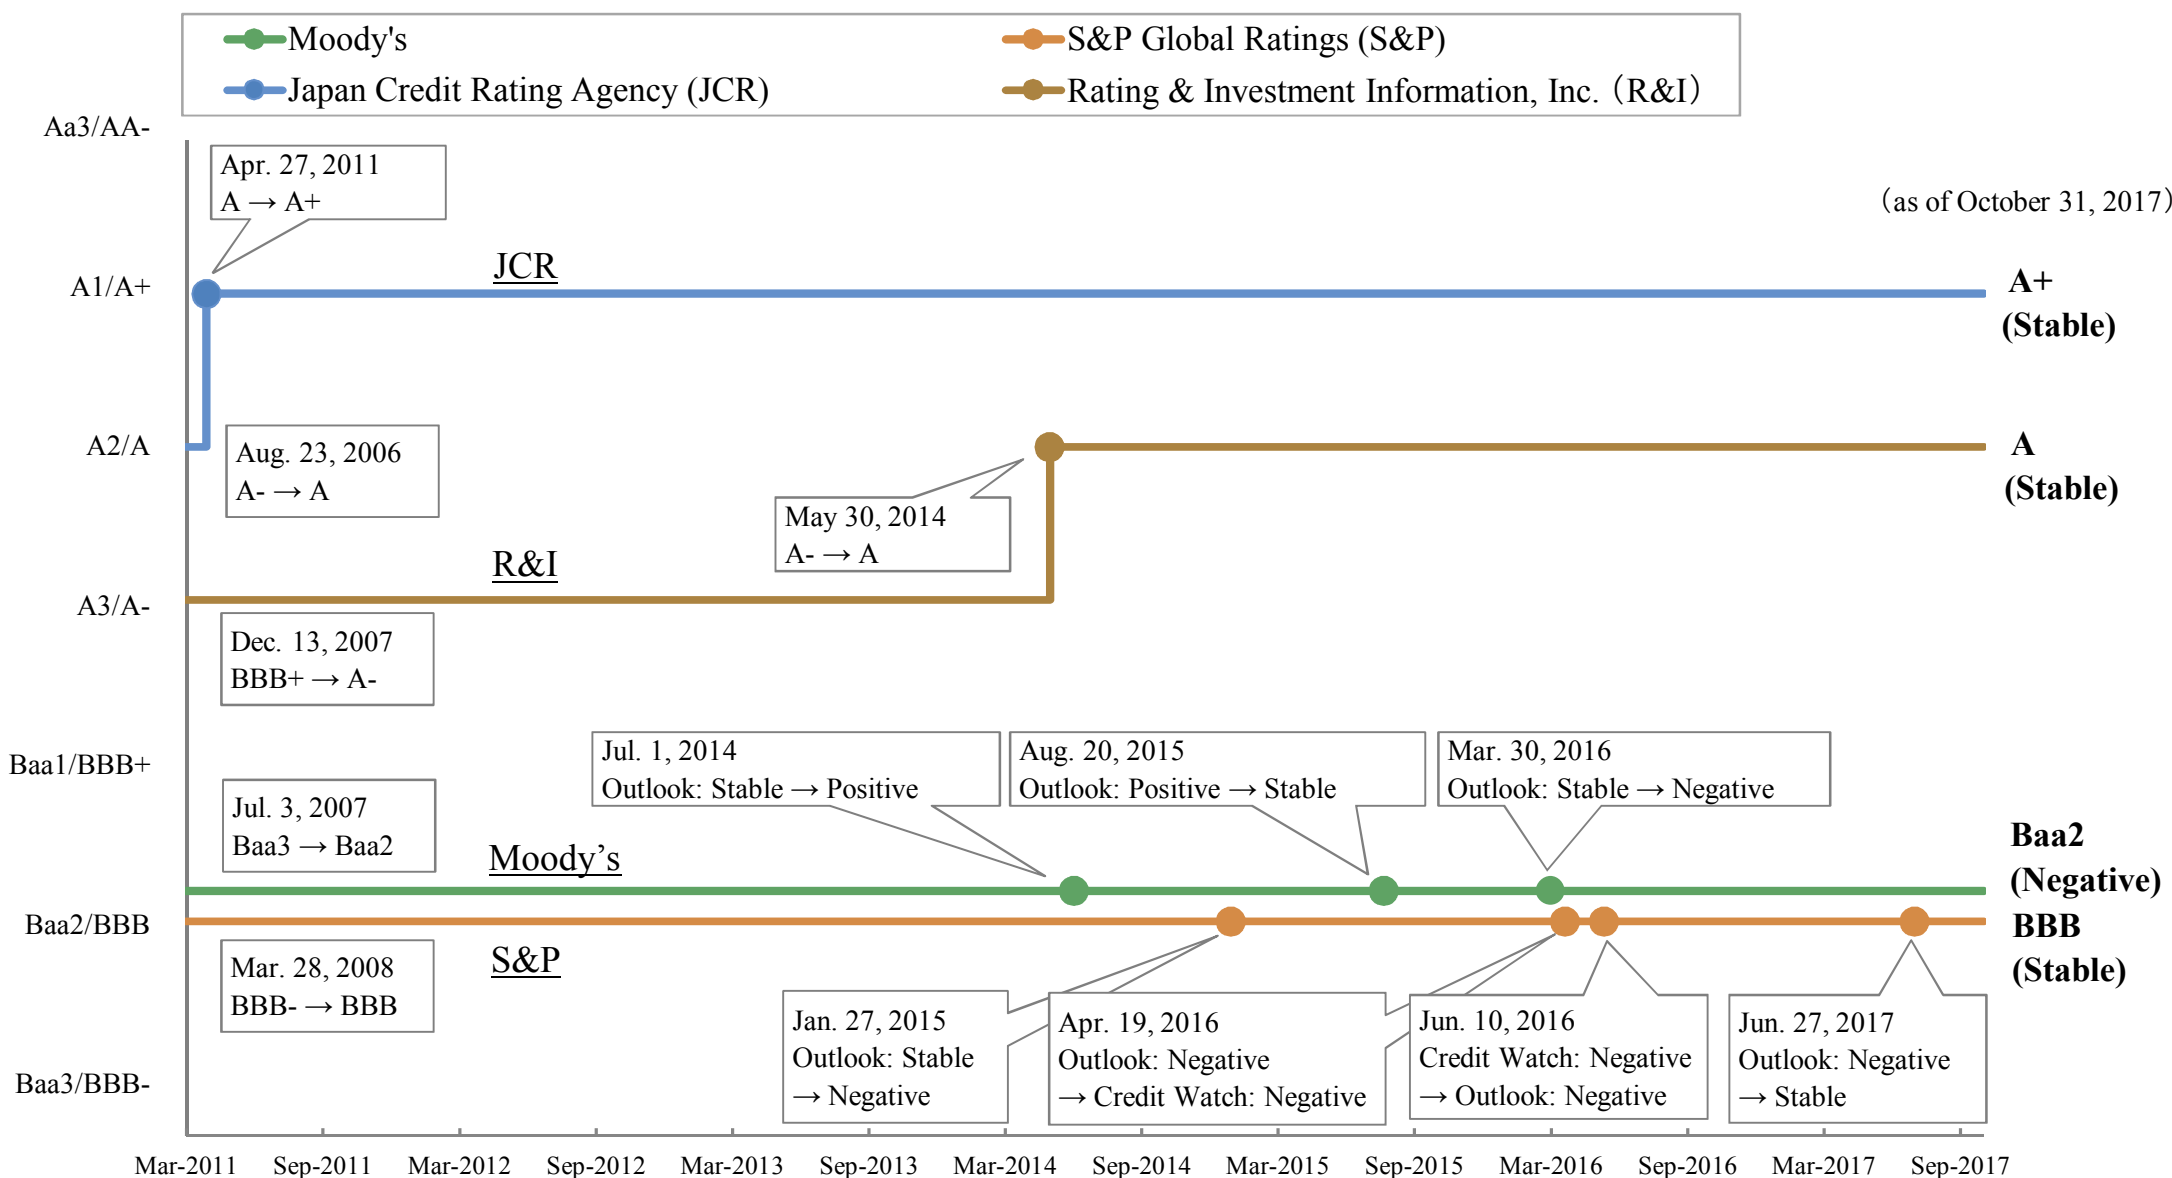 Moody's
S&P Global Ratings (S&P)
Japan Credit Rating Agency (JCR)
Rating & Investment Information, Inc.（R&I）
Aa3/AA-
Apr. 27, 2011
A → A+
（as of October 31, 2017）
JCR
A1/A+
A+
(Stable)
A2/A
Aug. 23, 2006
A- → A
A
(Stable)
May 30, 2014
A- → A
R&I
A3/A-
Dec. 13, 2007
BBB+ → A-
Baa1/BBB+
Jul. 1, 2014
Outlook: Stable → Positive
Aug. 20, 2015
Outlook: Positive → Stable
Mar. 30, 2016
Outlook: Stable → Negative
Jul. 3, 2007
Baa3 → Baa2
Moody’s
Baa2
(Negative)
Baa2/BBB
BBB
(Stable)
S&P
Mar. 28, 2008
BBB- → BBB
Jan. 27, 2015
Outlook: Stable
→ Negative
Apr. 19, 2016
Outlook: Negative
→ Credit Watch: Negative
Jun. 10, 2016
Credit Watch: Negative
→ Outlook: Negative
Jun. 27, 2017
Outlook: Negative
→ Stable
Baa3/BBB-
Mar-2011 Sep-2011 Mar-2012 Sep-2012 Mar-2013 Sep-2013 Mar-2014 Sep-2014 Mar-2015 Sep-2015 Mar-2016 Sep-2016 Mar-2017 Sep-2017